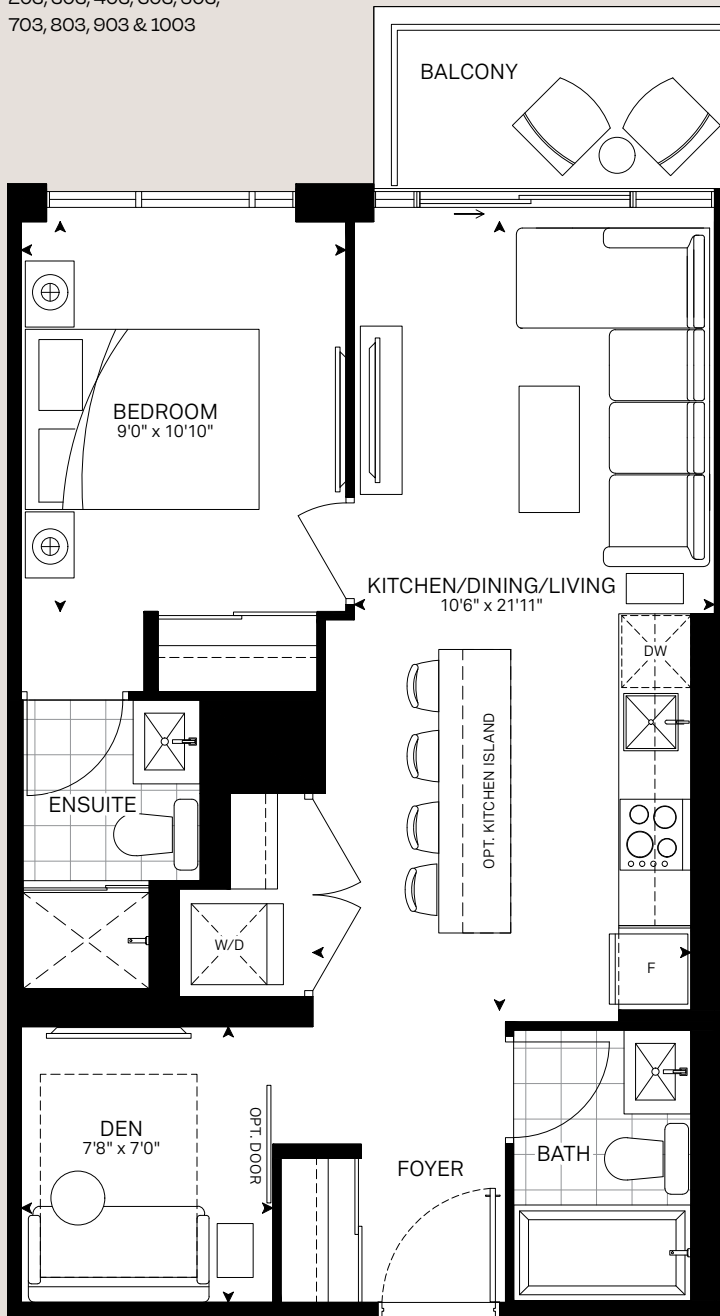 703, 803, 903 & 1003
BALCONY
BEDROOM
9'0" x 10'10"
KITCHEN/DINING/LIVING
10'6" x 21'11"
DW
OPT. KITCHEN ISLAND
ENSUITE
W/D
F
DEN
7'8" x 7'0"
OPT. DOOR
FOYER
BATH